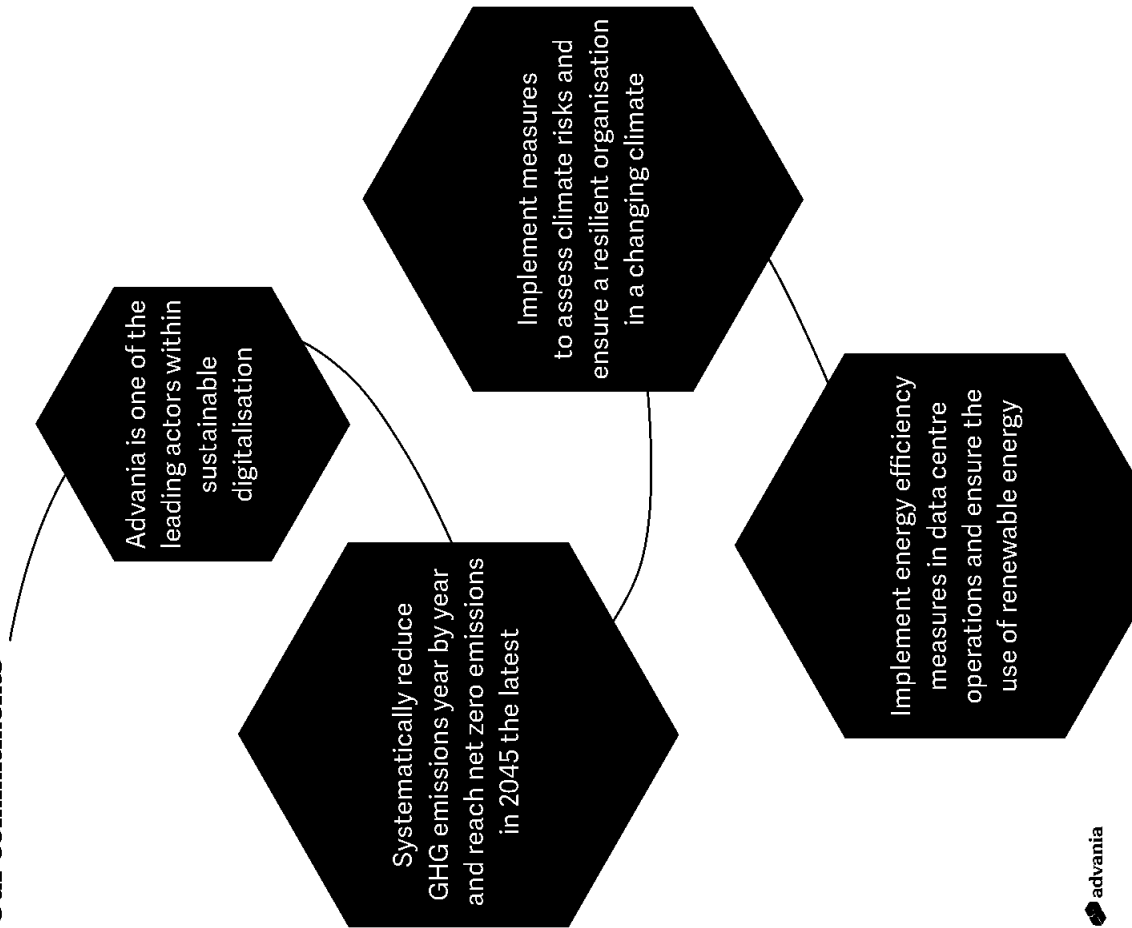 Our commitments
Advania is one of the
leading actors within
sustainable
digitalisation
Systematically reduce
GHG emissions year by year
and reach net zero emissions
in 2045 the latest
Implement measures
to assess climate risks and
ensure a resilient organisation
in a changing climate
Implement energy efficiency
measures in data centre
operations and ensure the
use of renewable energy
advania